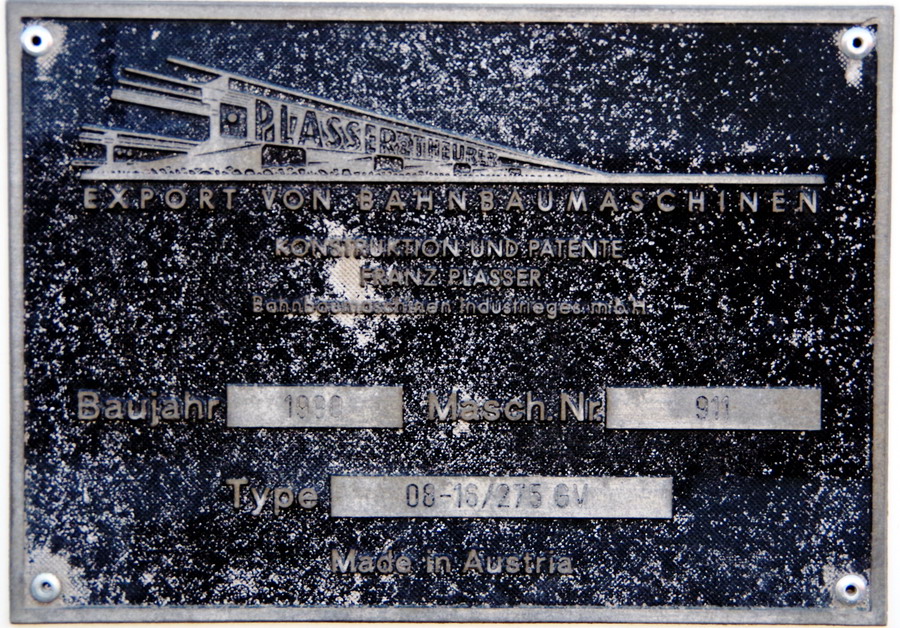 PLASSER & THEURER
EXPORT VON BAHNBAUMASCHINEN
KONSTRUKTION UND PATENTE
FRANZ PLASSER
Bahnbaumaschinen Industrieges.m.b.H.
Baujahr Masch.Nr. 911
Type 08-16/275 GV
Made in Austria